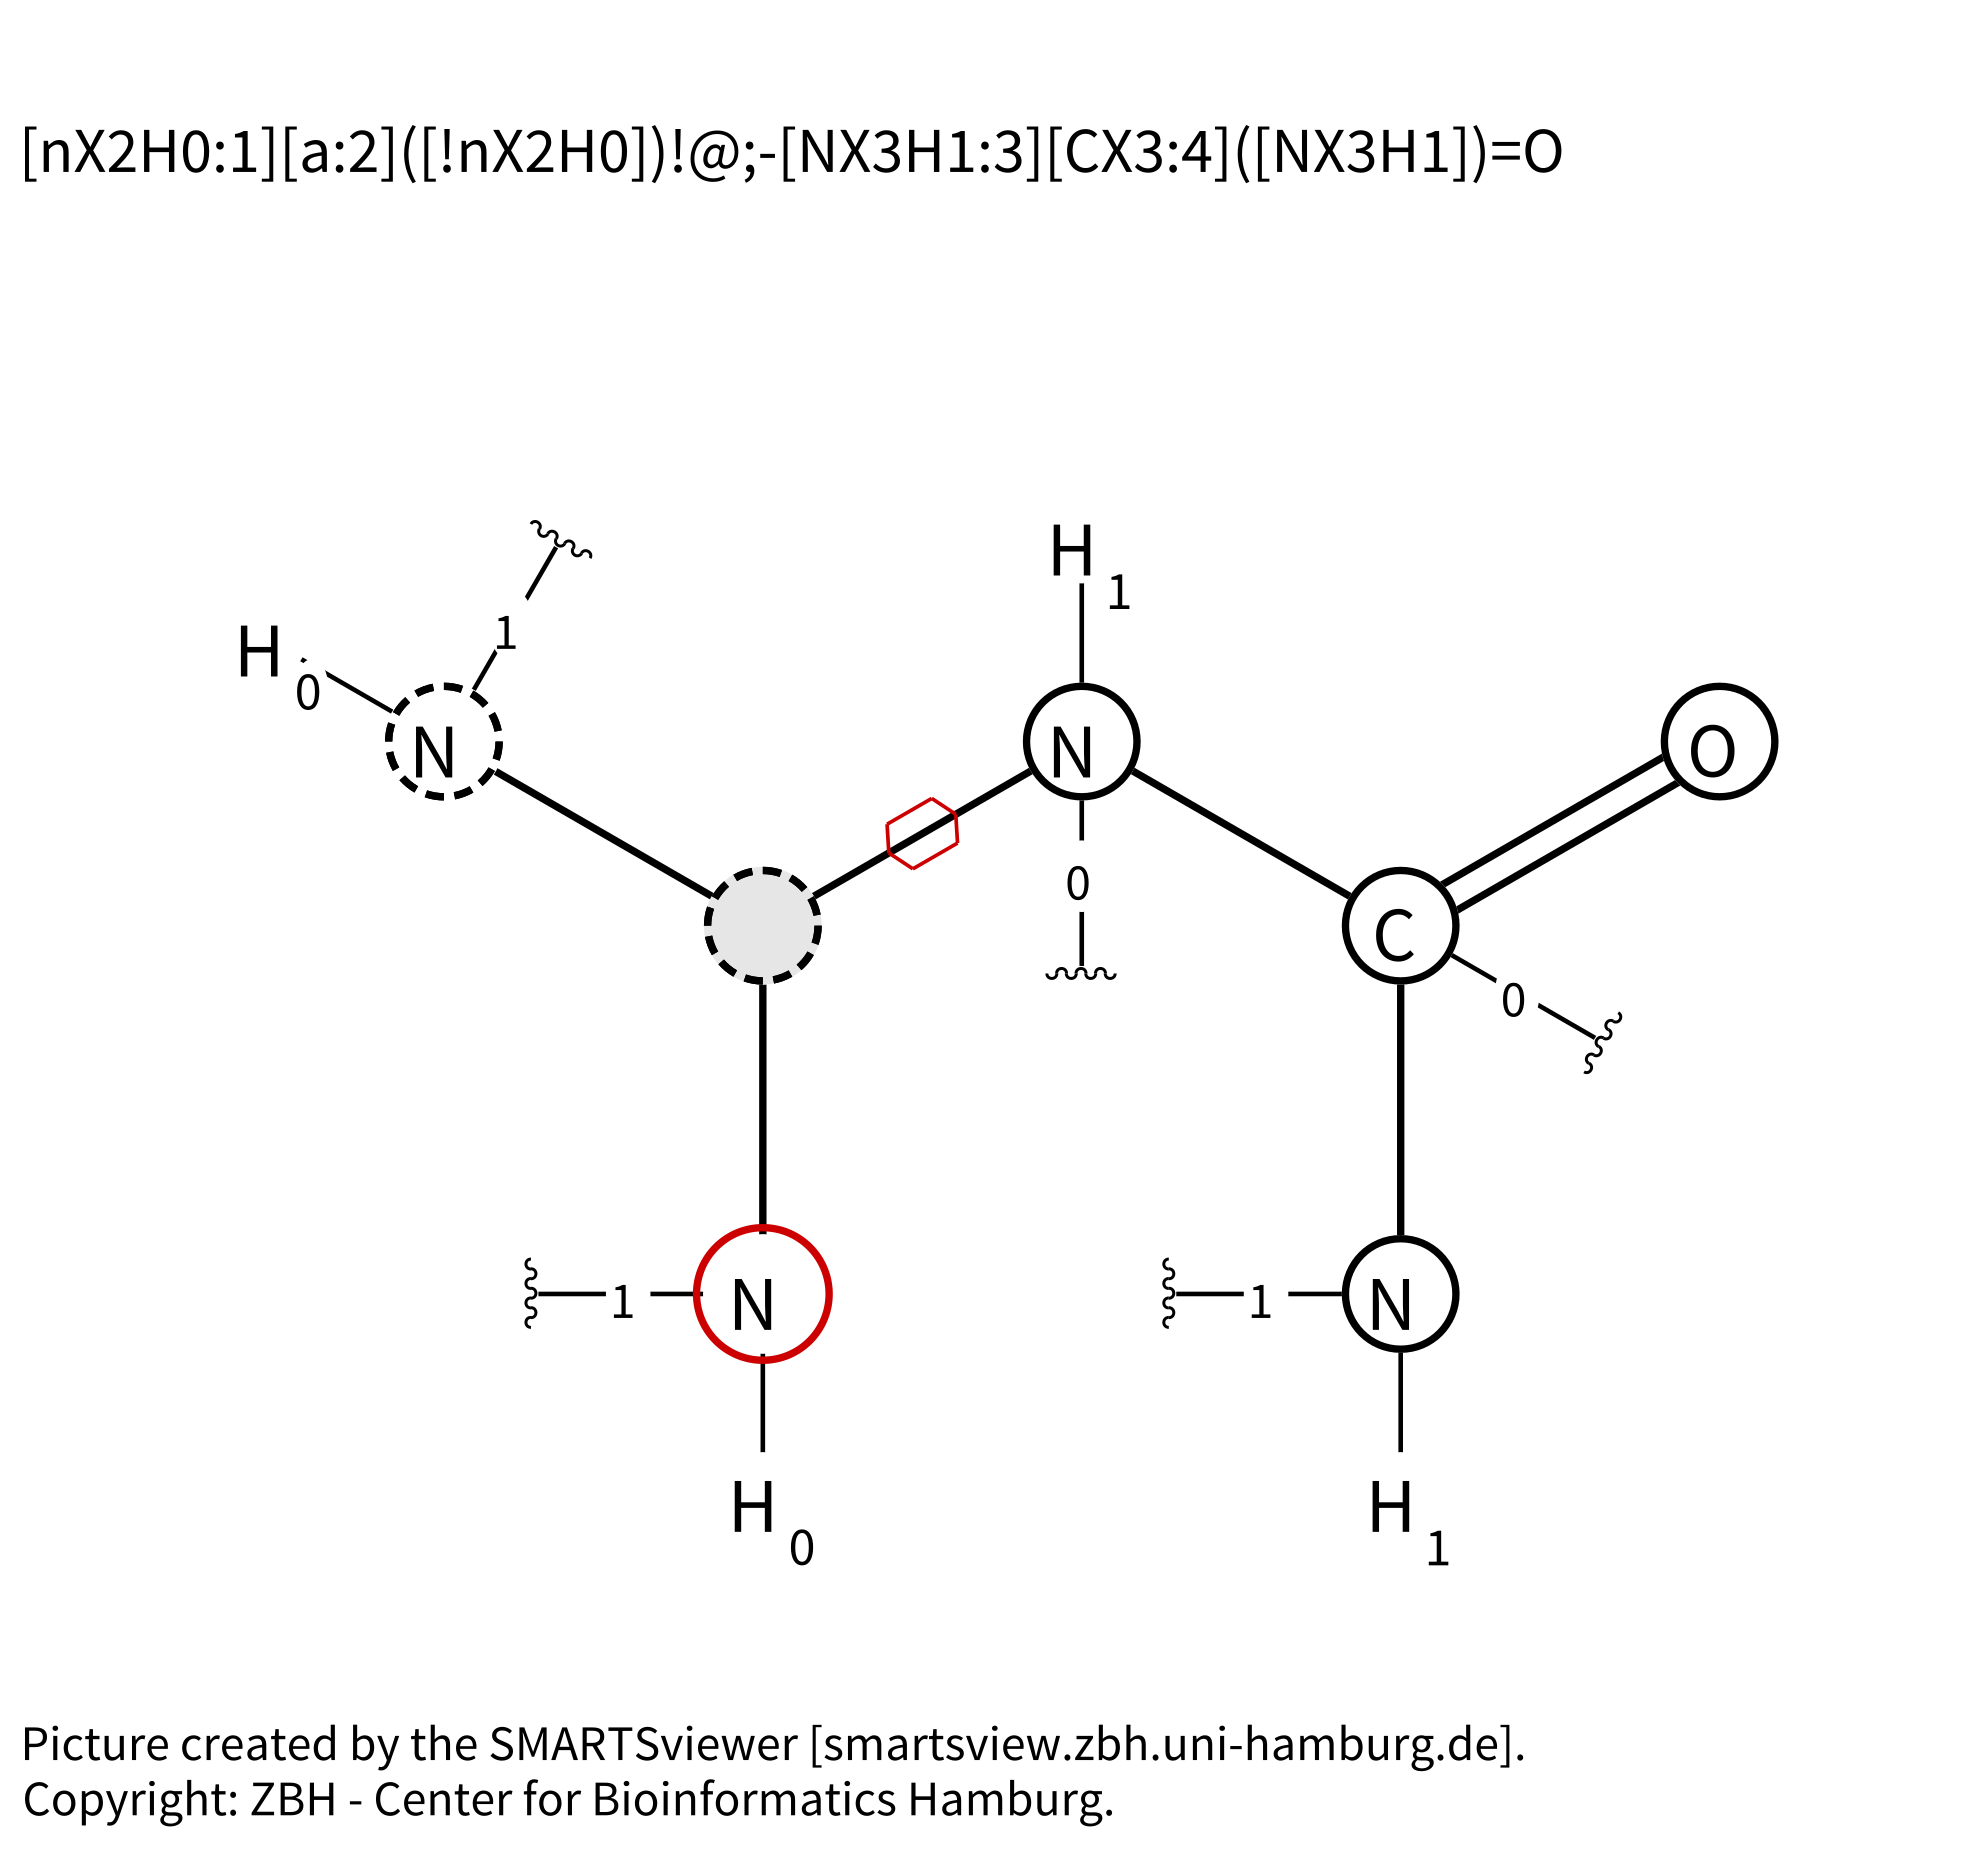 [nX2H0:1][a:2]([!nX2H0])!@;-[NX3H1:3][CX3:4]([NX3H1])=O
H 1
1
H 0
N
N
O
0
C
0
1
N
1
N
H 0
H 1
Picture created by the SMARTSviewer [smartsview.zbh.uni-hamburg.de].
Copyright: ZBH - Center for Bioinformatics Hamburg.